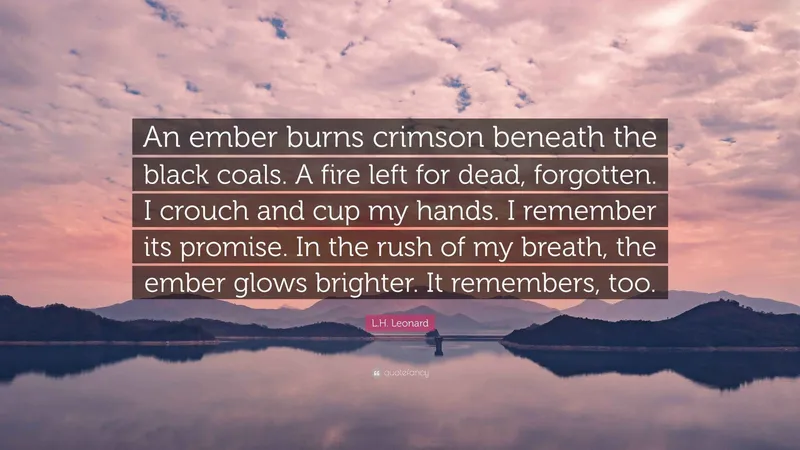 An ember burns crimson beneath the
black coals. A fire left for dead, forgotten.
I crouch and cup my hands. I remember
its promise. In the rush of my breath, the
ember glows brighter. It remembers, too.
L.H. Leonard
quotefancy